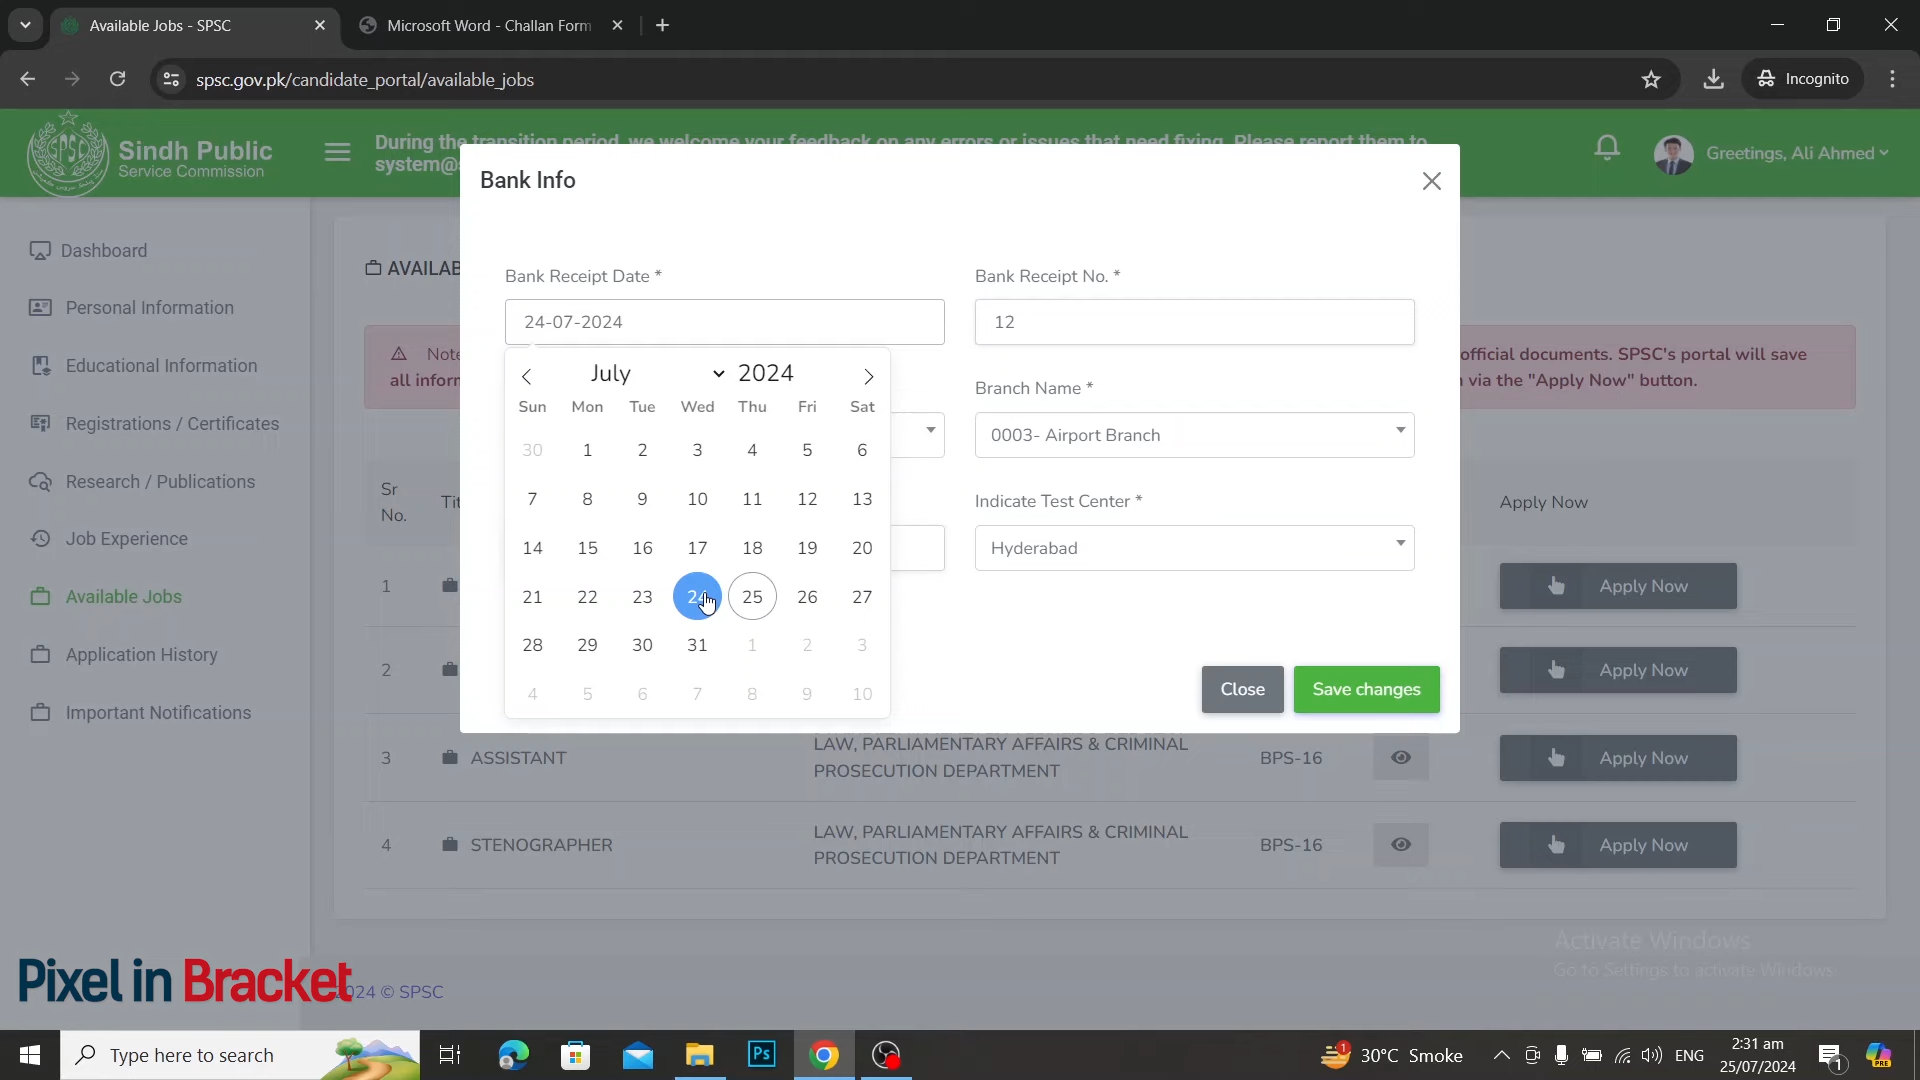 Available Jobs - SPSC
Microsoft Word - Challan Form
spsc.gov.pk/candidate_portal/available_jobs
Incognito
Sindh Public
Service Commission
During the transition period, we welcome your feedback on any errors or issues that need fixing. Please report them to
system@s
Greetings, Ali Ahmed
Bank Info
Dashboard
Personal Information
Educational Information
Registrations / Certificates
Research / Publications
Job Experience
Available Jobs
Application History
Important Notifications
AVAILAB
Note
all inforn
official documents. SPSC's portal will save
via the "Apply Now" button.
Bank Receipt Date *
24-07-2024
Bank Receipt No. *
12
Branch Name *
0003- Airport Branch
Indicate Test Center *
Hyderabad
July 2024
Sun Mon Tue Wed Thu Fri Sat
30 1 2 3 4 5 6
7 8 9 10 11 12 13
14 15 16 17 18 19 20
21 22 23 24 25 26 27
28 29 30 31 1 2 3
4 5 6 7 8 9 10
Close
Save changes
Sr
No.
Tit
Apply Now
1
Apply Now
2
Apply Now
3 ASSISTANT
LAW, PARLIAMENTARY AFFAIRS & CRIMINAL
PROSECUTION DEPARTMENT
BPS-16
Apply Now
4 STENOGRAPHER
LAW, PARLIAMENTARY AFFAIRS & CRIMINAL
PROSECUTION DEPARTMENT
BPS-16
Apply Now
Activate Windows
Go to Settings to activate Windows.
Pixel in Bracket
2024 © SPSC
Type here to search
Ps
1
30°C Smoke
ENG
2:31 am
25/07/2024
1
PRE